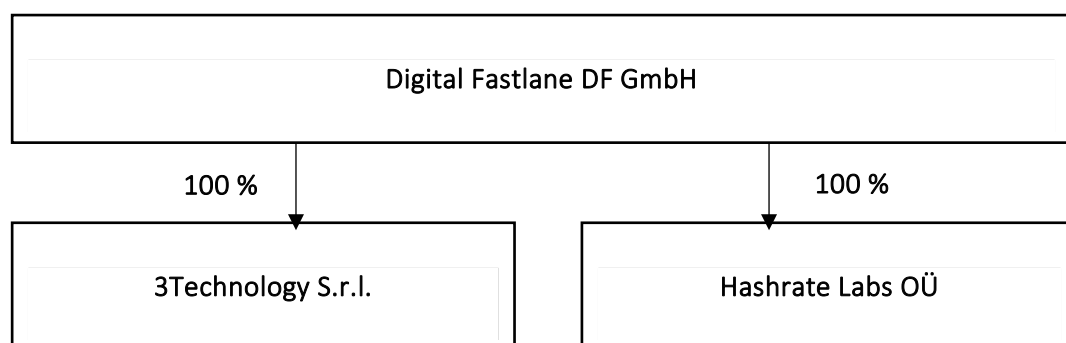 Digital Fastlane DF GmbH
100 %
100 %
3Technology S.r.l.
Hashrate Labs OÜ